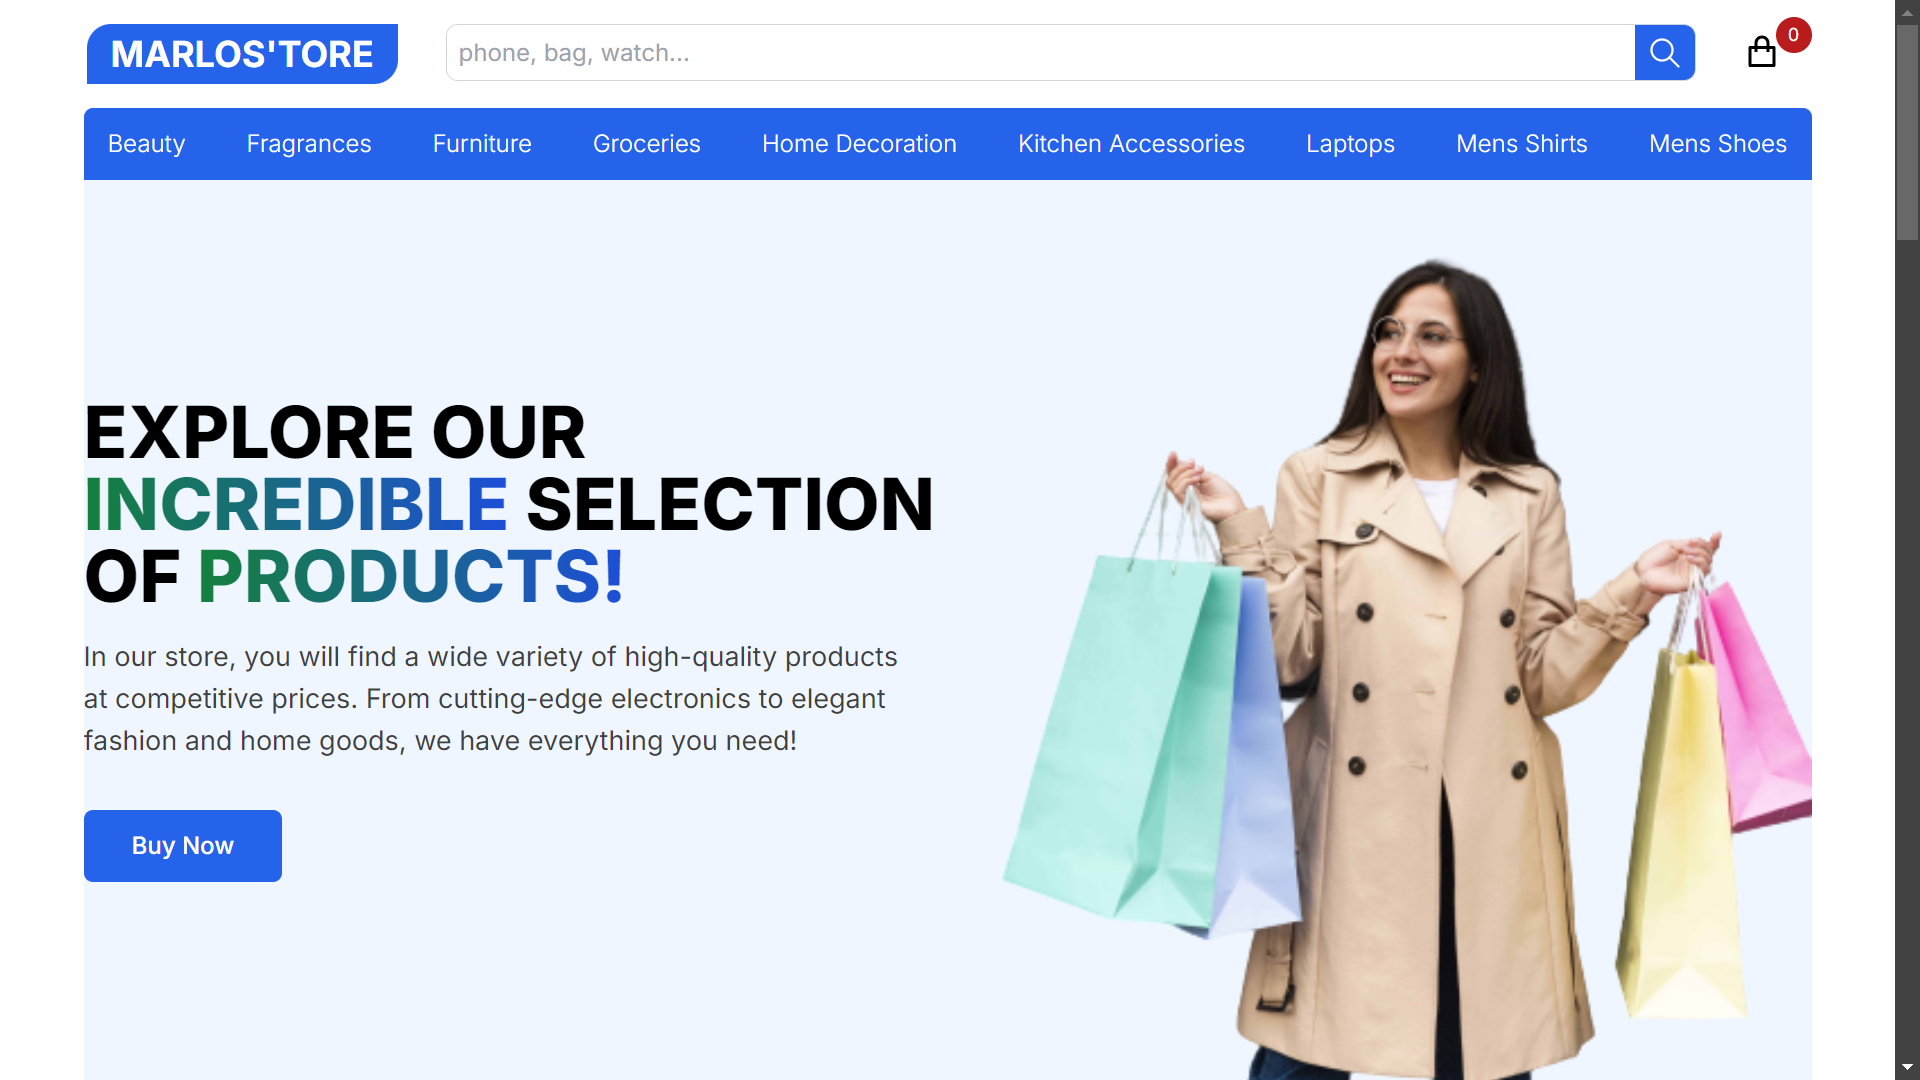 MARLOS'TORE
phone, bag, watch...
0
Beauty Fragrances Furniture Groceries Home Decoration Kitchen Accessories Laptops Mens Shirts Mens Shoes
EXPLORE OUR
INCREDIBLE SELECTION
OF PRODUCTS!
In our store, you will find a wide variety of high-quality products
at competitive prices. From cutting-edge electronics to elegant
fashion and home goods, we have everything you need!
Buy Now